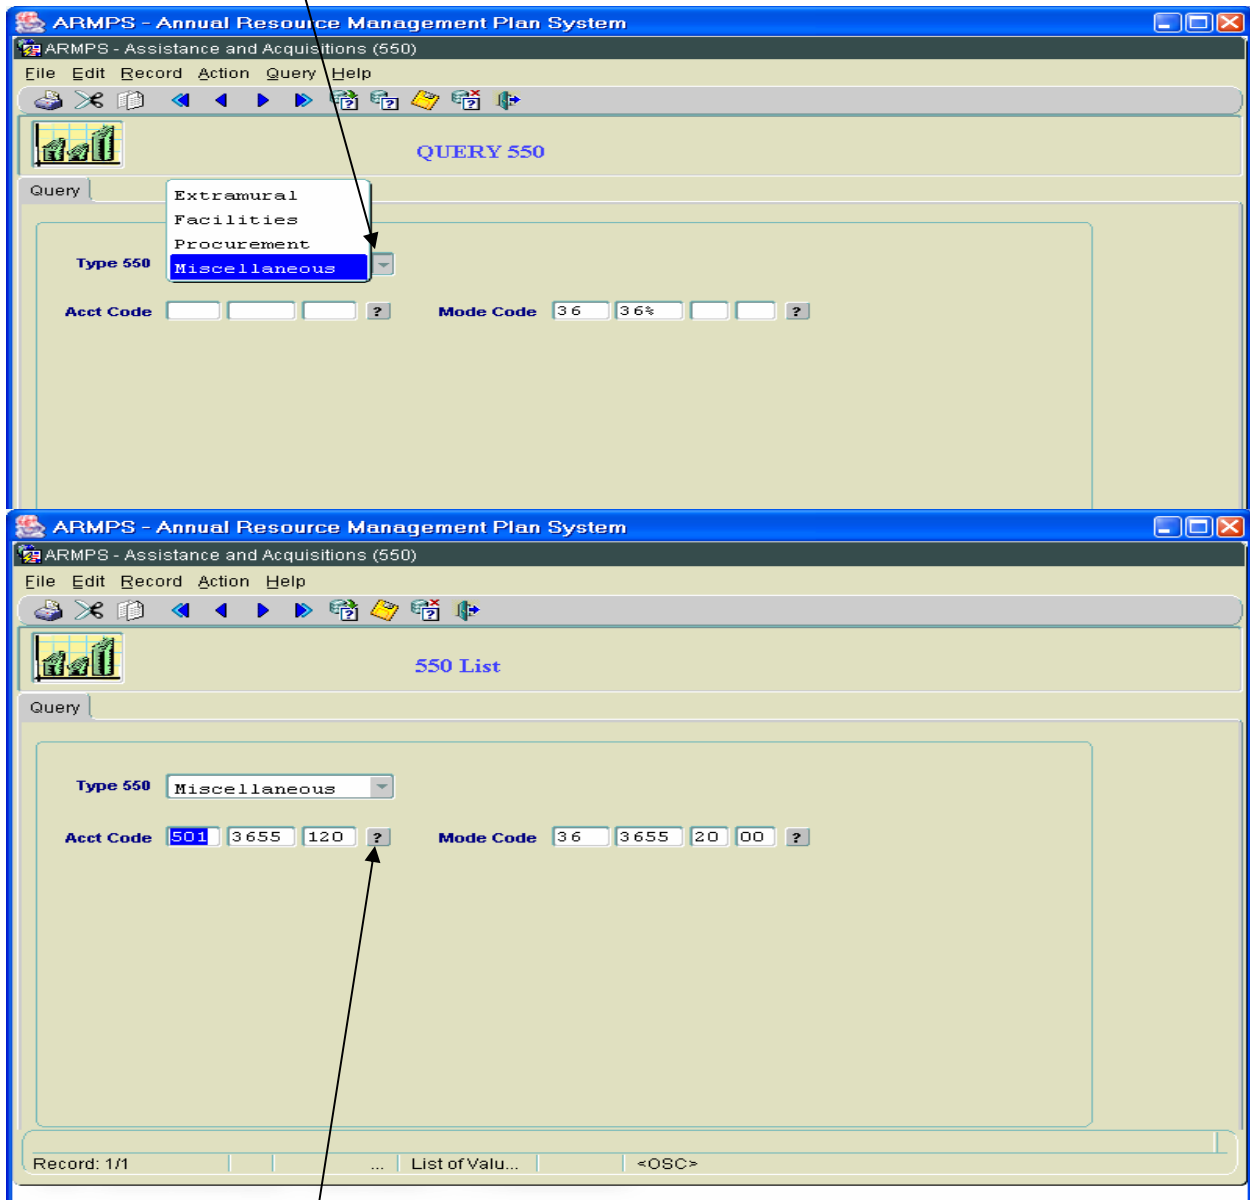 ARMPS - Annual Resource Management Plan System
ARMPS - Assistance and Acquisitions (550)
File Edit Record Action Query Help
QUERY 550
Query
Extramural
Facilities
Procurement
Type 550 Miscellaneous
Acct Code ? Mode Code 36 36% ?
ARMPS - Annual Resource Management Plan System
ARMPS - Assistance and Acquisitions (550)
File Edit Record Action Help
550 List
Query
Type 550 Miscellaneous
Acct Code 501 3655 120 ? Mode Code 36 3655 20 00 ?
Record: 1/1 ... List of Valu... <OSC>